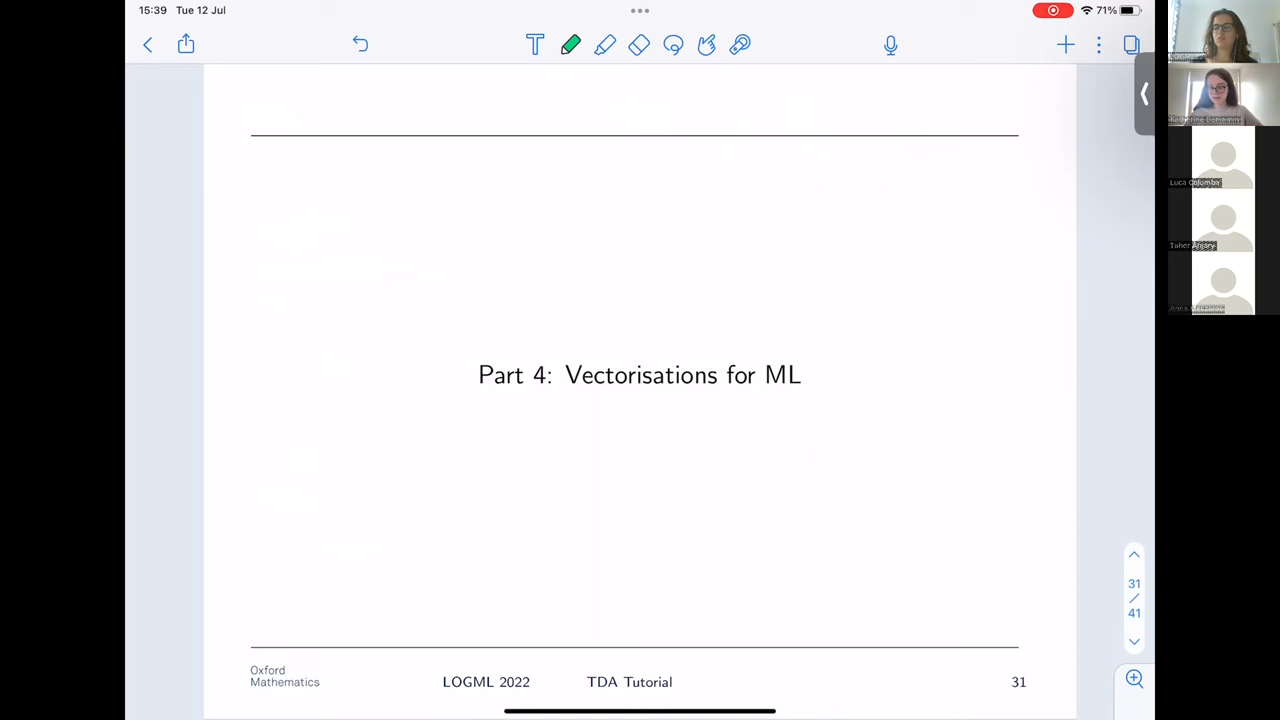 15:39 Tue 12 Jul
71%
Part 4: Vectorisations for ML
31
/
41
Oxford
Mathematics
LOGML 2022
TDA Tutorial
31
Luca Colomba
Taher